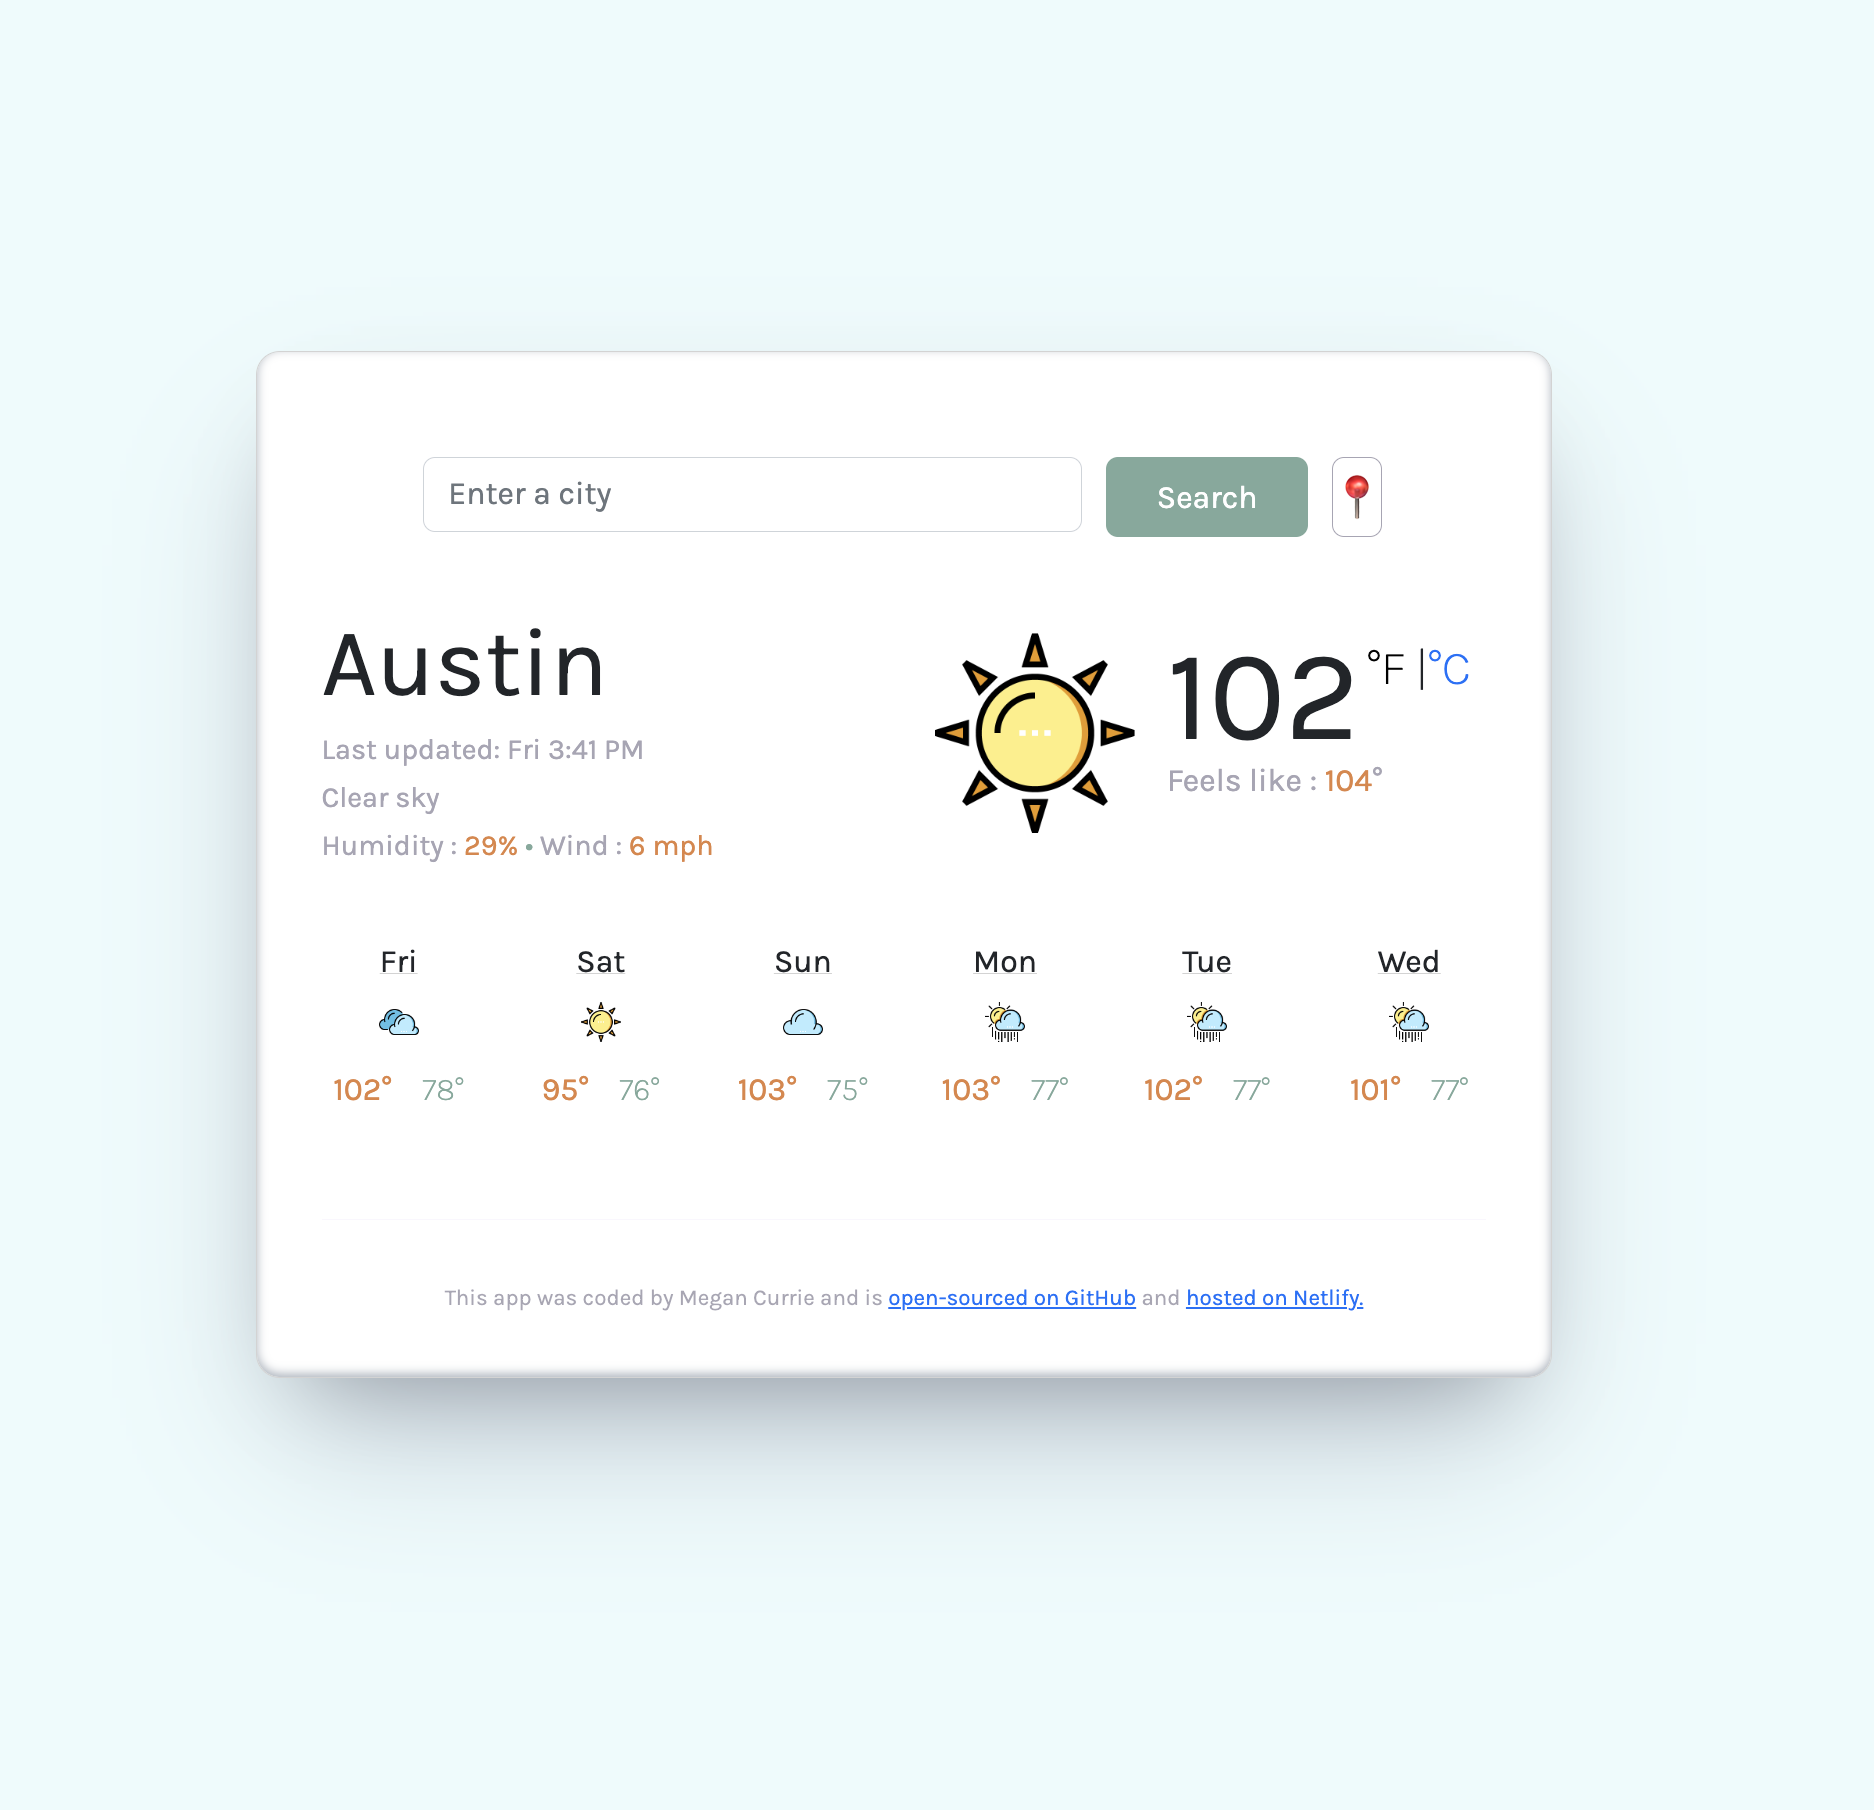 Enter a city
Search
Austin
102 °F |°C
Last updated: Fri 3:41 PM
Feels like : 104°
Clear sky
Humidity : 29% • Wind : 6 mph
Fri Sat Sun Mon Tue Wed
102° 78° 95° 76° 103° 75° 103° 77° 102° 77° 101° 77°
This app was coded by Megan Currie and is open-sourced on GitHub and hosted on Netlify.